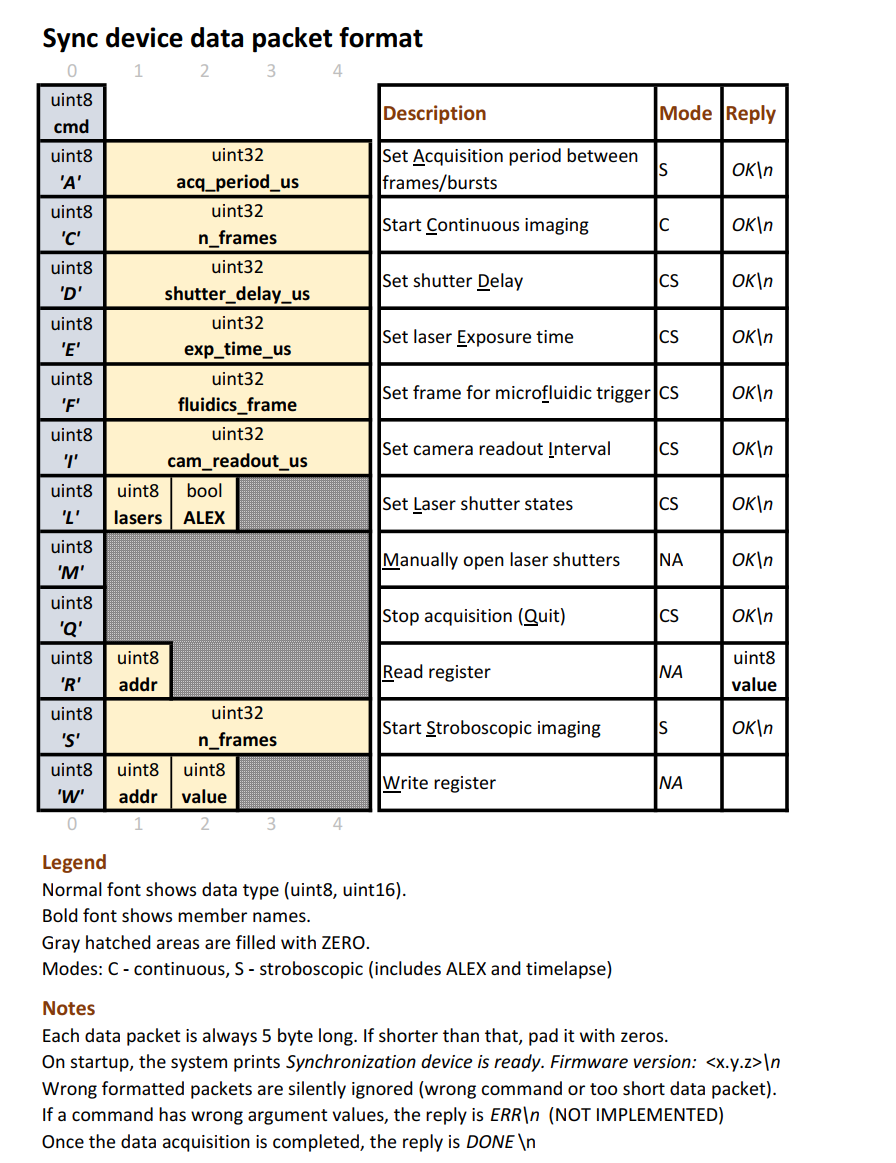 Sync device data packet format
0 1 2 3 4
uint8
cmd
Description Mode Reply
uint8 uint32
'A' acq_period_us
Set Acquisition period between
frames/bursts
S OK\n
uint8 uint32
'C' n_frames
Start Continuous imaging C OK\n
uint8 uint32
'D' shutter_delay_us
Set shutter Delay CS OK\n
uint8 uint32
'E' exp_time_us
Set laser Exposure time CS OK\n
uint8 uint32
'F' fluidics_frame
Set frame for microfluidic trigger CS OK\n
uint8 uint32
'I' cam_readout_us
Set camera readout Interval CS OK\n
uint8 uint8 bool
'L' lasers ALEX
Set Laser shutter states CS OK\n
uint8
'M'
Manually open laser shutters NA OK\n
uint8
'Q'
Stop acquisition (Quit) CS OK\n
uint8 uint8
'R' addr
Read register NA
uint8
value
uint8 uint32
'S' n_frames
Start Stroboscopic imaging S OK\n
uint8 uint8 uint8
'W' addr value
Write register NA
0 1 2 3 4
Legend
Normal font shows data type (uint8, uint16).
Bold font shows member names.
Gray hatched areas are filled with ZERO.
Modes: C - continuous, S - stroboscopic (includes ALEX and timelapse)
Notes
Each data packet is always 5 byte long. If shorter than that, pad it with zeros.
On startup, the system prints Synchronization device is ready. Firmware version: <x.y.z>\n
Wrong formatted packets are silently ignored (wrong command or too short data packet).
If a command has wrong argument values, the reply is ERR\n (NOT IMPLEMENTED)
Once the data acquisition is completed, the reply is DONE \n